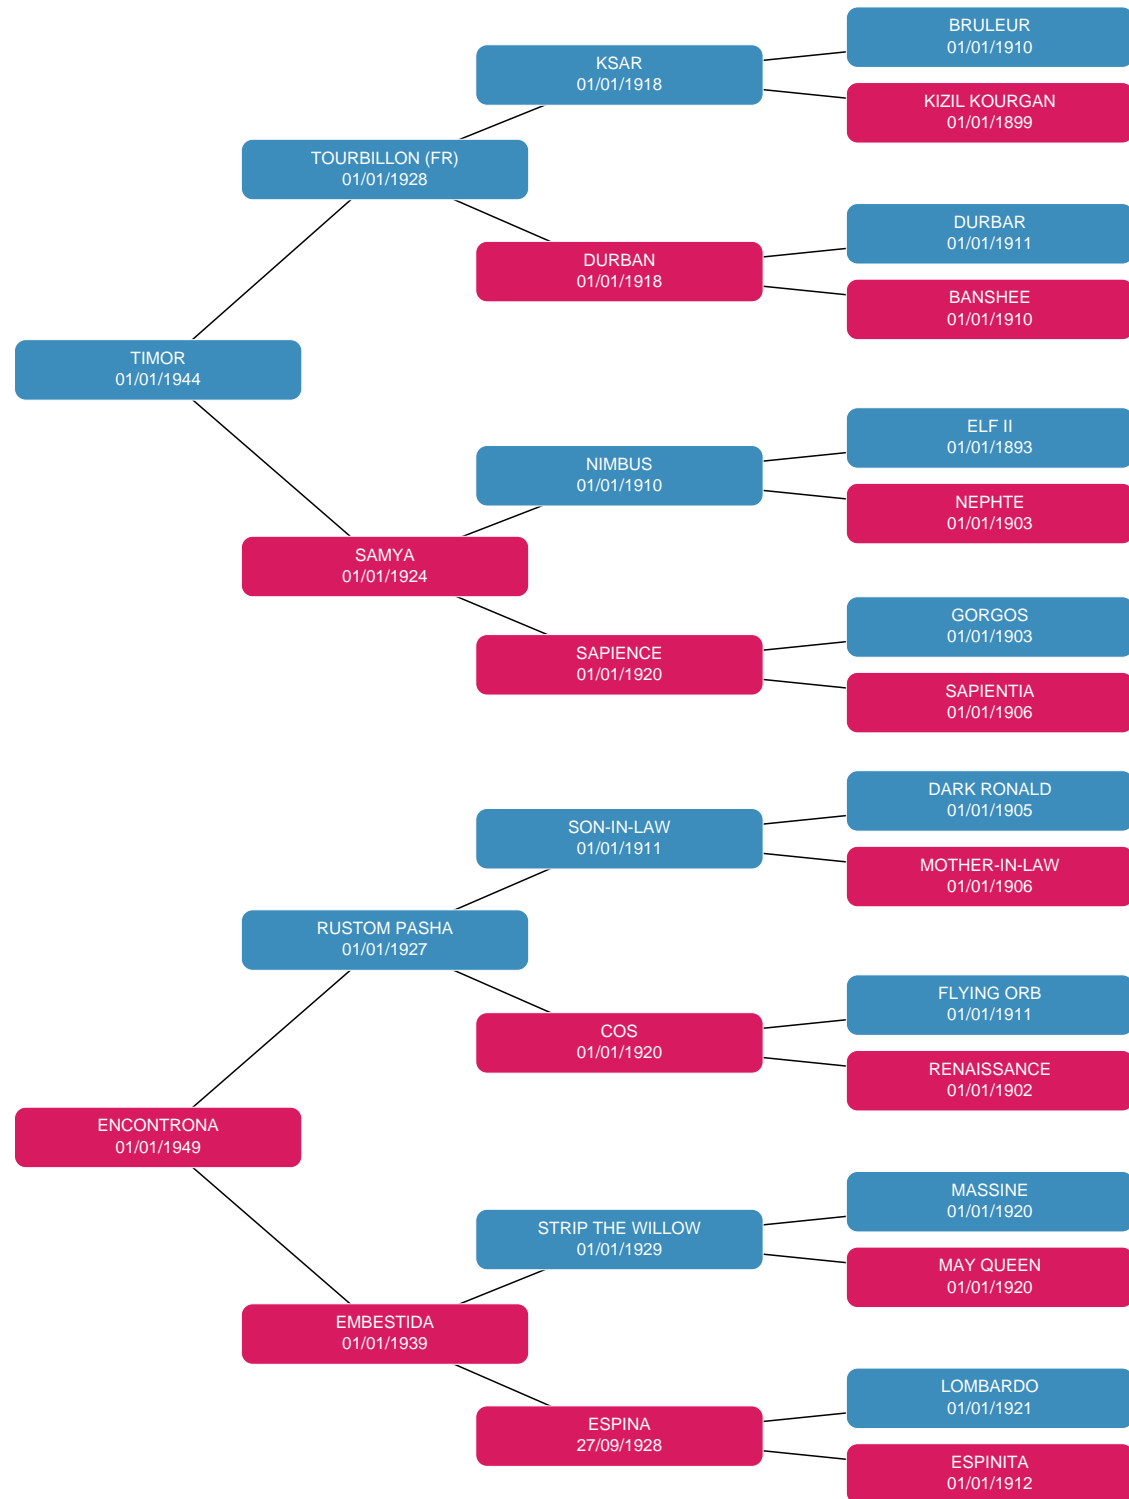 BRULEUR
01/01/1910
KSAR
01/01/1918
KIZIL KOURGAN
01/01/1899
TOURBILLON (FR)
01/01/1928
DURBAR
01/01/1911
DURBAN
01/01/1918
BANSHEE
01/01/1910
TIMOR
01/01/1944
ELF II
01/01/1893
NIMBUS
01/01/1910
NEPHTE
01/01/1903
SAMYA
01/01/1924
GORGOS
01/01/1903
SAPIENCE
01/01/1920
SAPIENTIA
01/01/1906
DARK RONALD
01/01/1905
SON-IN-LAW
01/01/1911
MOTHER-IN-LAW
01/01/1906
RUSTOM PASHA
01/01/1927
FLYING ORB
01/01/1911
COS
01/01/1920
RENAISSANCE
01/01/1902
ENCONTRONA
01/01/1949
MASSINE
01/01/1920
STRIP THE WILLOW
01/01/1929
MAY QUEEN
01/01/1920
EMBESTIDA
01/01/1939
LOMBARDO
01/01/1921
ESPINA
27/09/1928
ESPINITA
01/01/1912